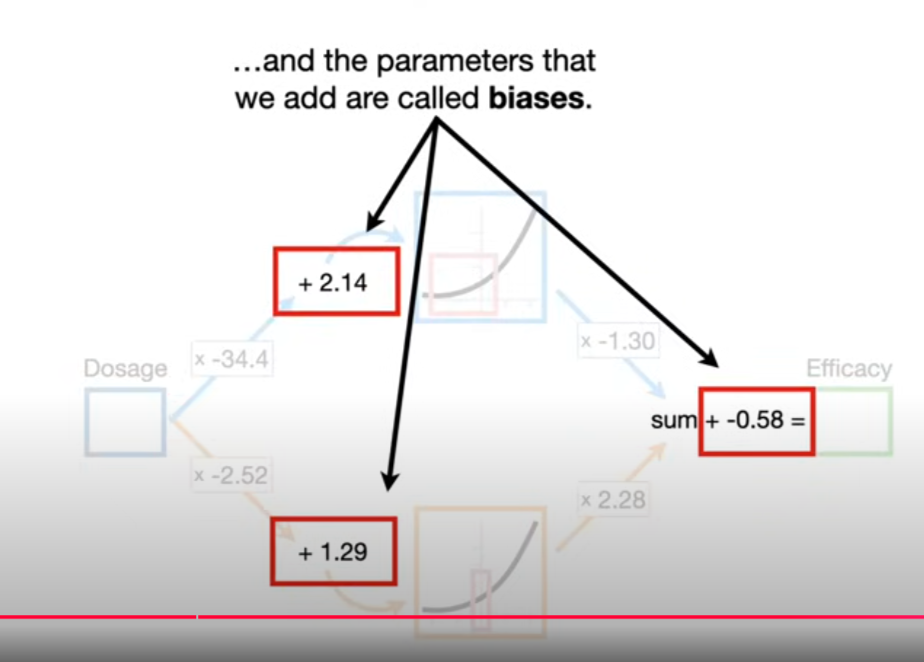 …and the parameters that
we add are called biases.
+ 2.14
x -34.4
x -1.30
Dosage
Efficacy
sum + -0.58 =
x -2.52
x 2.28
+ 1.29